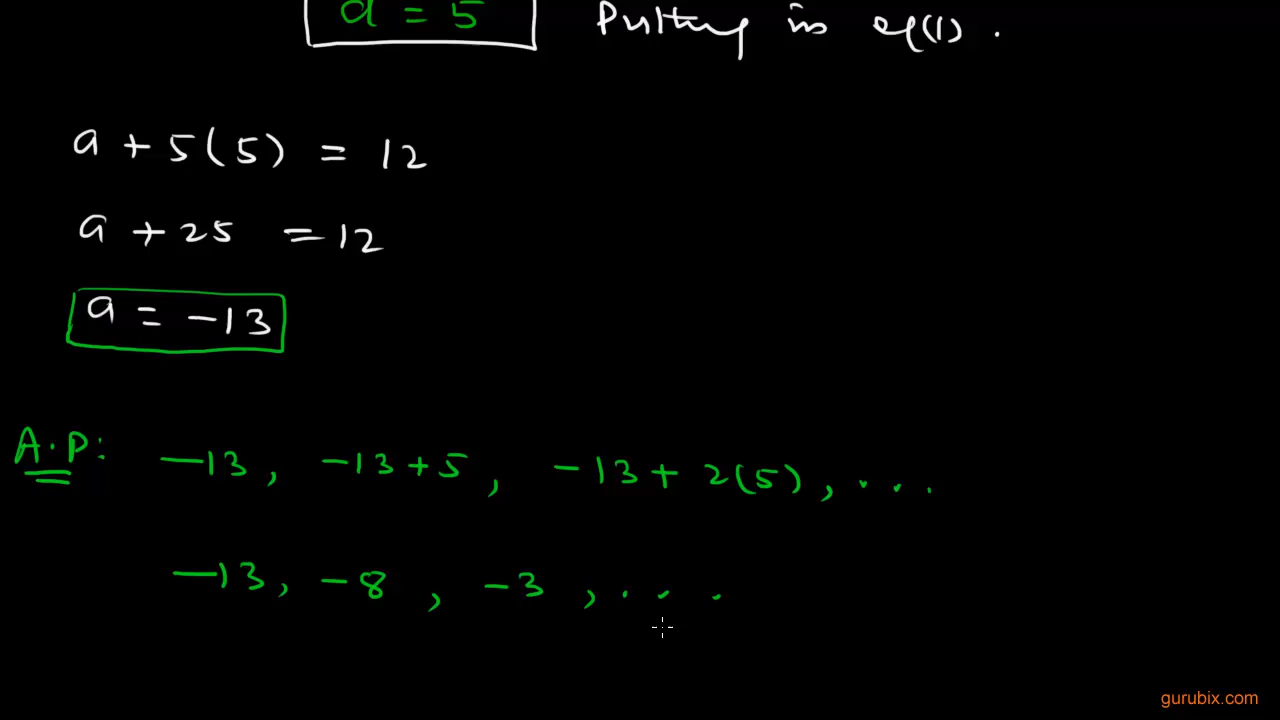 d = 5 Putting in eq(1).
a + 5(5) = 12
a + 25 = 12
a = -13
A.P: -13, -13+5, -13+2(5), ...
-13, -8, -3, ...
gurubix.com